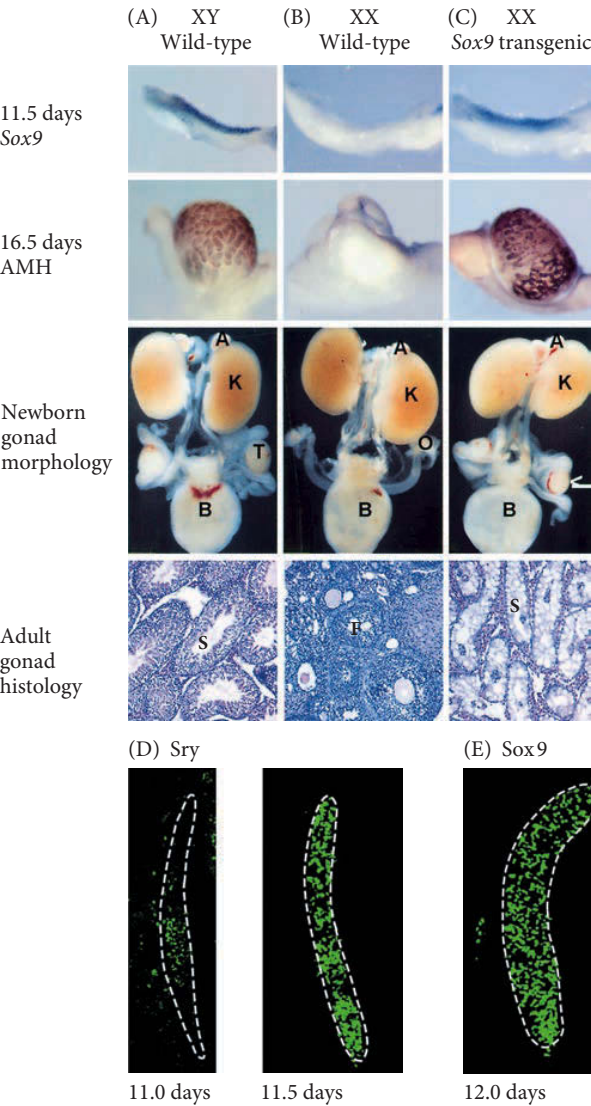 (A) XY (B) XX (C) XX
Wild-type Wild-type Sox9 transgenic
11.5 days
Sox9
16.5 days
AMH
A A A
K K K
Newborn
gonad
morphology
T O
B B B
Adult
gonad
histology
S F S
(D) Sry (E) Sox9
11.0 days 11.5 days 12.0 days